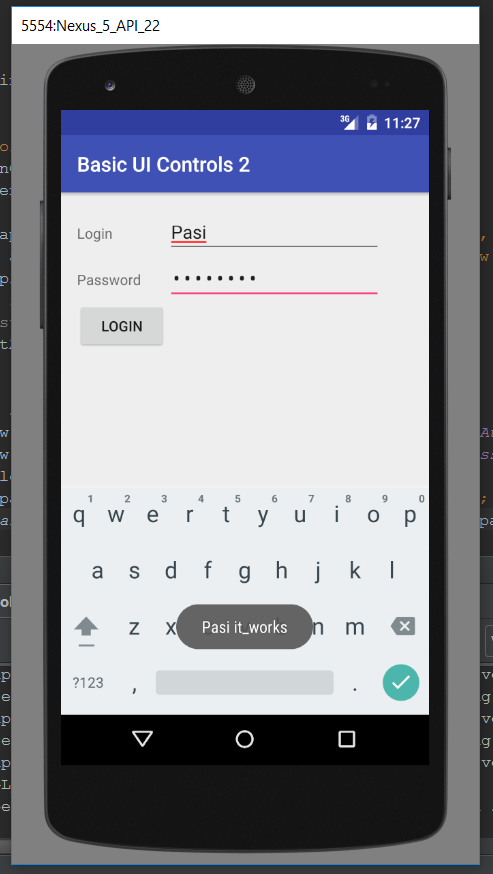 5554:Nexus_5_API_22
3G 11:27
Basic UI Controls 2
Login Pasi
Password ••••••••
LOGIN
1 2 3 4 5 6 7 8 9 0
q w e r t y u i o p
a s d f g h j k l
z x n m
Pasi it_works
?123 , .